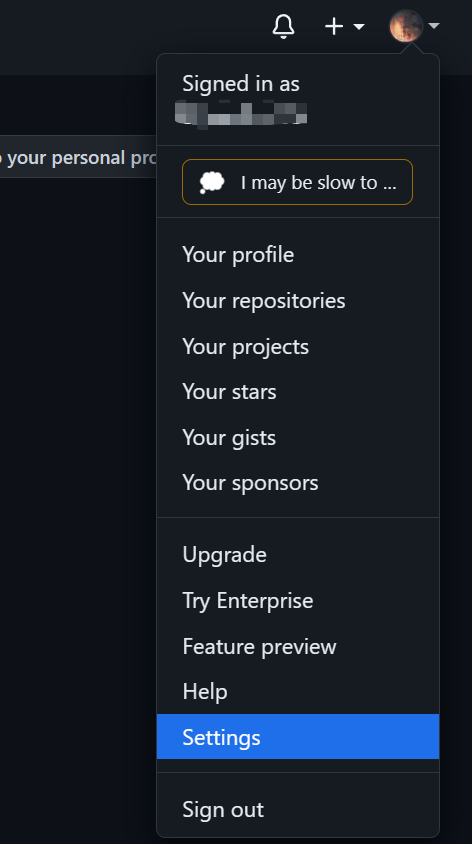 Signed in as
your personal
I may be slow to ...
Your profile
Your repositories
Your projects
Your stars
Your gists
Your sponsors
Upgrade
Try Enterprise
Feature preview
Help
Settings
Sign out